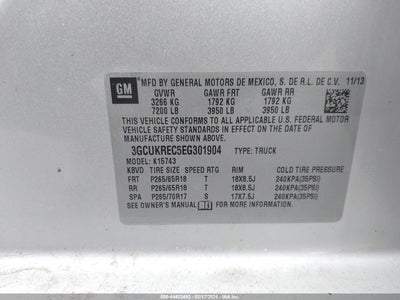 GM MFD BY GENERAL MOTORS DE MEXICO, S. DE R.L. DE C.V. 11/13
GVWR GAWR FRT GAWR RR
3266 KG 1792 KG 1792 KG
7200 LB 3950 LB 3950 LB
THIS VEHICLE CONFORMS TO ALL APPLICABLE U.S. FEDERAL
MOTOR VEHICLE SAFETY STANDARDS IN EFFECT ON THE DATE OF
MANUFACTURE SHOWN ABOVE.
3GCUKREC5EG301904 TYPE: TRUCK
MODEL: K15743
KBVD TIRE SIZE SPEED RTG RIM COLD TIRE PRESSURE
FRT P265/65R18 T 18X8.5J 240KPA(35PSI)
RR P265/65R18 T 18X8.5J 240KPA(35PSI)
SPA P265/70R17 S 17X7.5J 240KPA(35PSI)
SEE OWNER'S MANUAL FOR MORE INFORMATION.